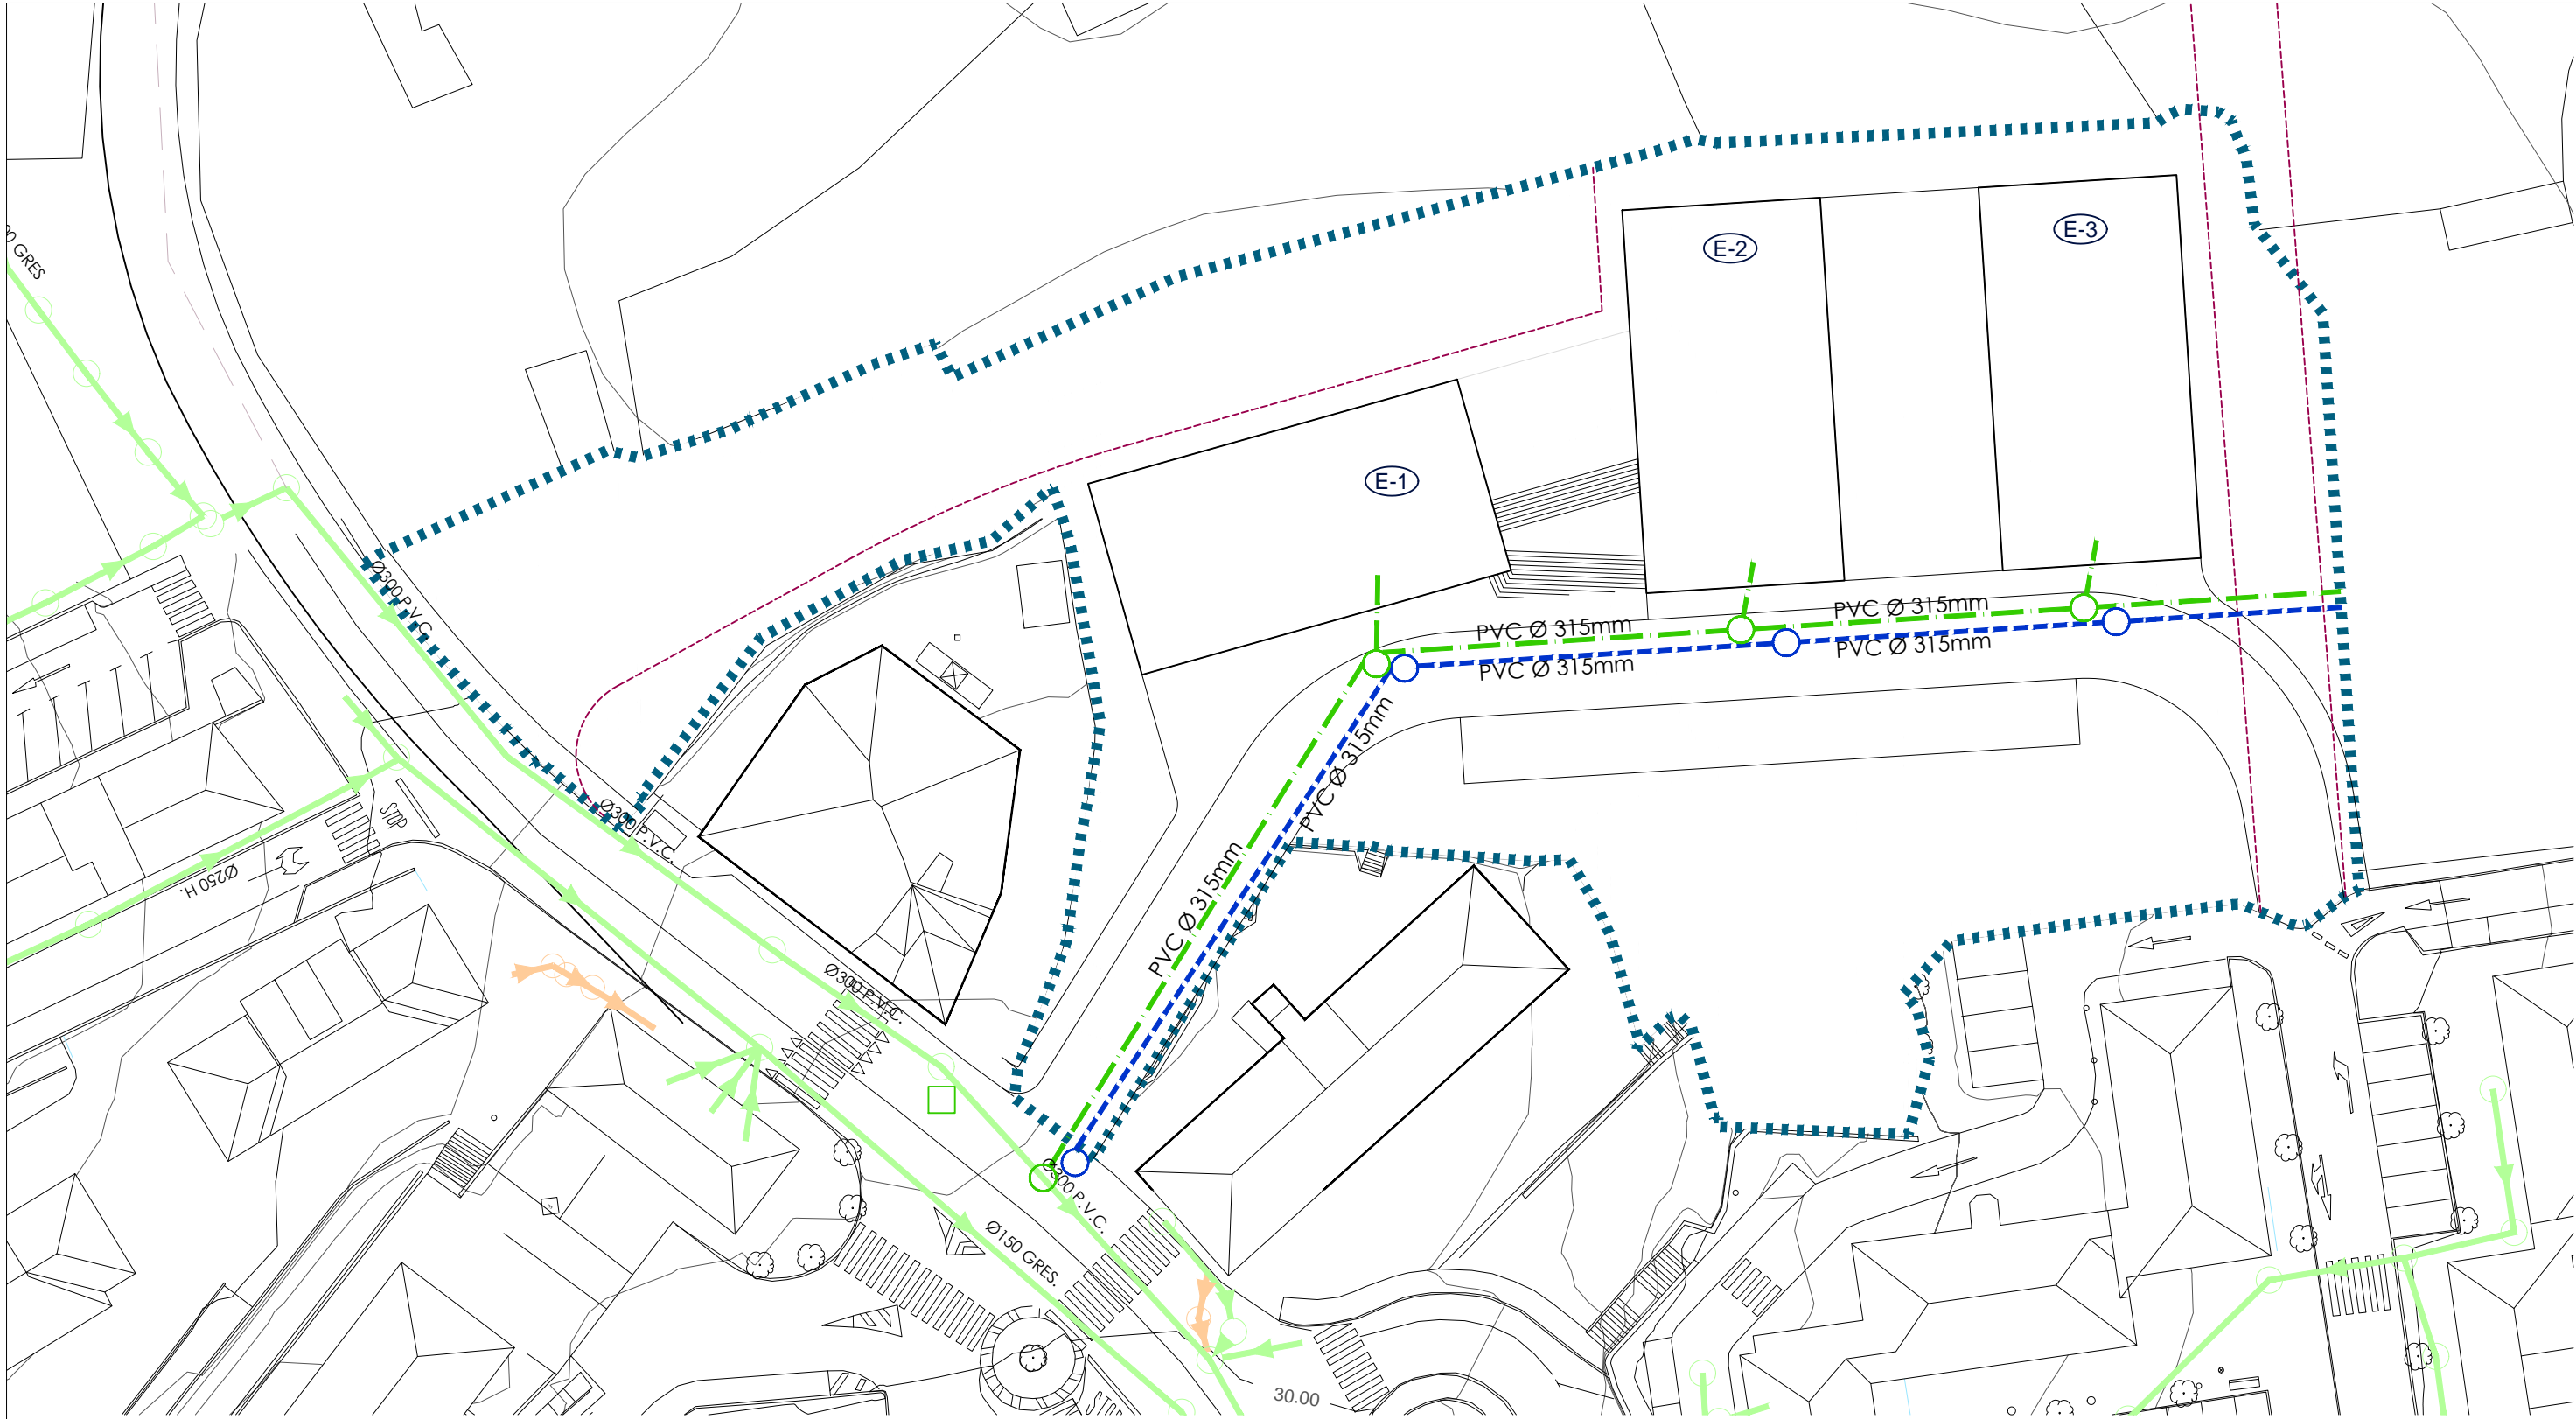 E-3
E-2
GRES
E-1
Ø300 P.V.C.
PVC Ø 315mm
PVC Ø 315mm
PVC Ø 315mm
PVC Ø 315mm
PVC Ø 315mm
Ø300 P.V.C.
STOP
PVC Ø 315mm
Ø250 H.
Ø300 P.V.C.
Ø300 P.V.C.
Ø150 GRES.
30.00
STOP